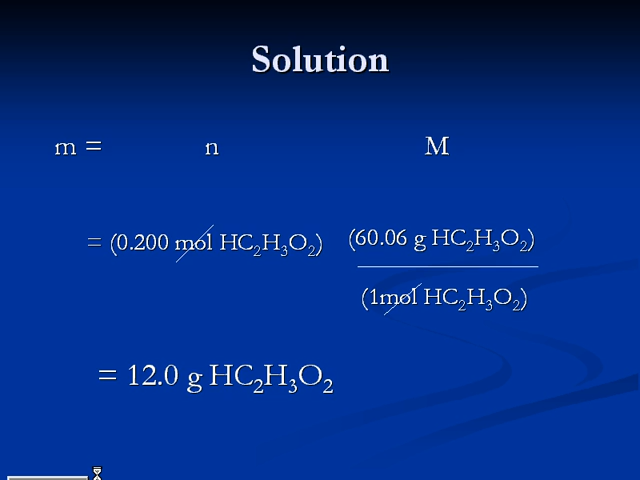 Solution
m = n M
= (0.200 mol HC₂H₃O₂) (60.06 g HC₂H₃O₂)
(1mol HC₂H₃O₂)
= 12.0 g HC₂H₃O₂